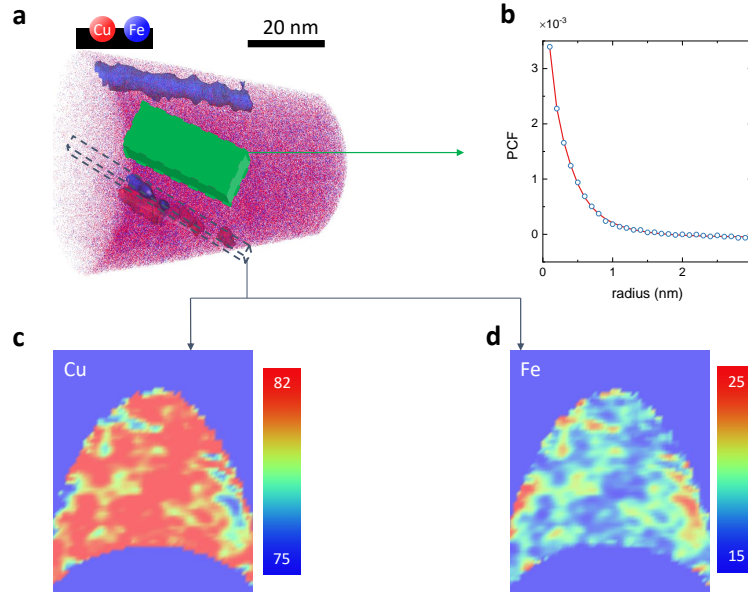 a
Cu Fe
20 nm
b
×10⁻³
3
2
1
0
PCF
0 1 2
radius (nm)
c
Cu
82
75
d
Fe
25
15